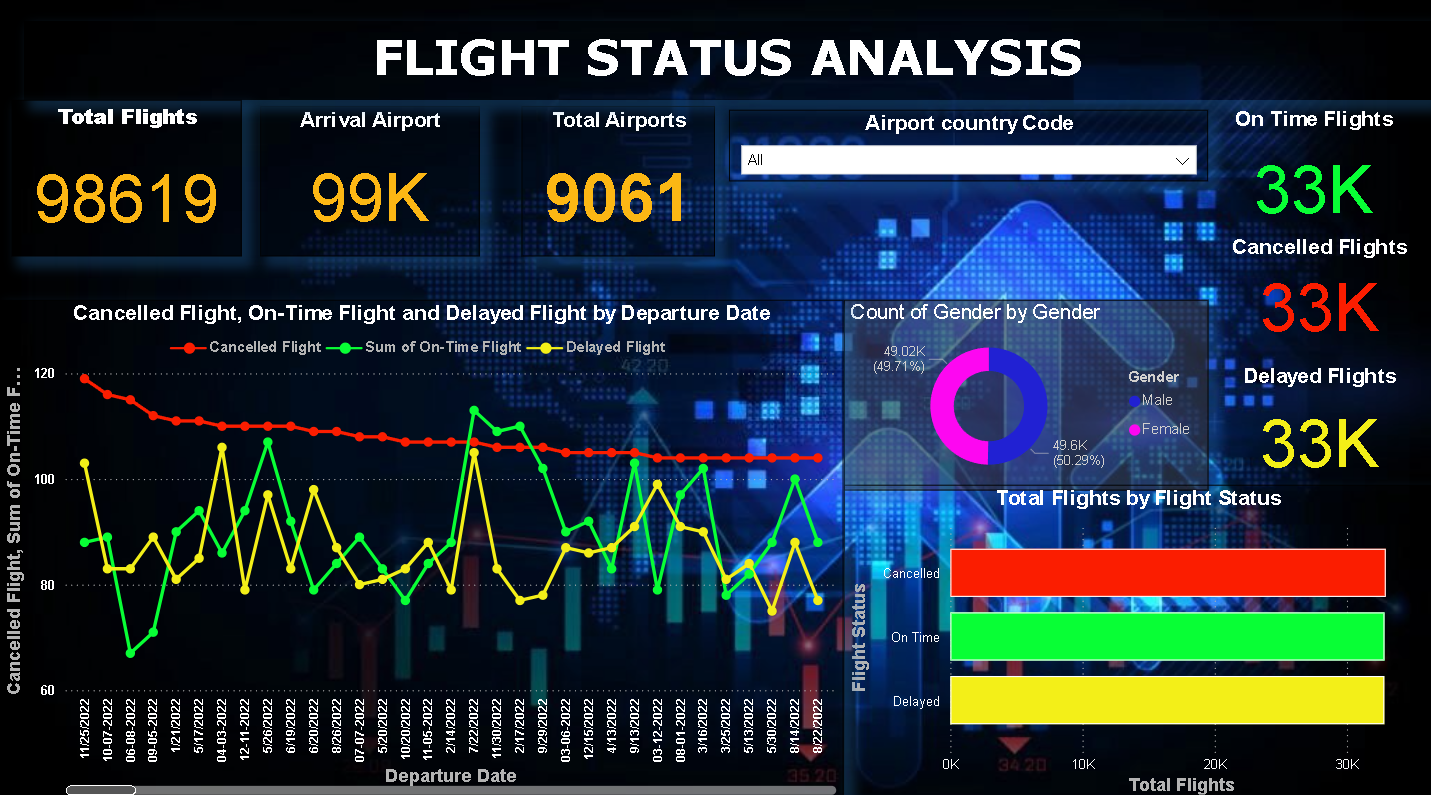 FLIGHT STATUS ANALYSIS
Total Flights
98619
Arrival Airport
99K
Total Airports
9061
Airport country Code
All
On Time Flights
33K
Cancelled Flights
33K
Delayed Flights
33K
Cancelled Flight, On-Time Flight and Delayed Flight by Departure Date
Cancelled Flight Sum of On-Time Flight Delayed Flight
Cancelled Flight, Sum of On-Time F...
120
100
80
60
11/25/2022
10-07-2022
06-08-2022
09-05-2022
1/21/2022
5/17/2022
04-03-2022
12-11-2022
5/26/2022
6/19/2022
6/20/2022
8/26/2022
07-07-2022
5/20/2022
10/20/2022
11-05-2022
2/14/2022
7/22/2022
11/30/2022
2/17/2022
9/29/2022
03-06-2022
12/15/2022
4/13/2022
9/13/2022
03-12-2022
08-01-2022
3/16/2022
3/25/2022
5/13/2022
5/30/2022
8/14/2022
8/22/2022
Departure Date
Count of Gender by Gender
49.02K
(49.71%)
49.6K
(50.29%)
Gender
Male
Female
Total Flights by Flight Status
Flight Status
Cancelled
On Time
Delayed
0K 10K 20K 30K
Total Flights
42.20
34.20
35.20